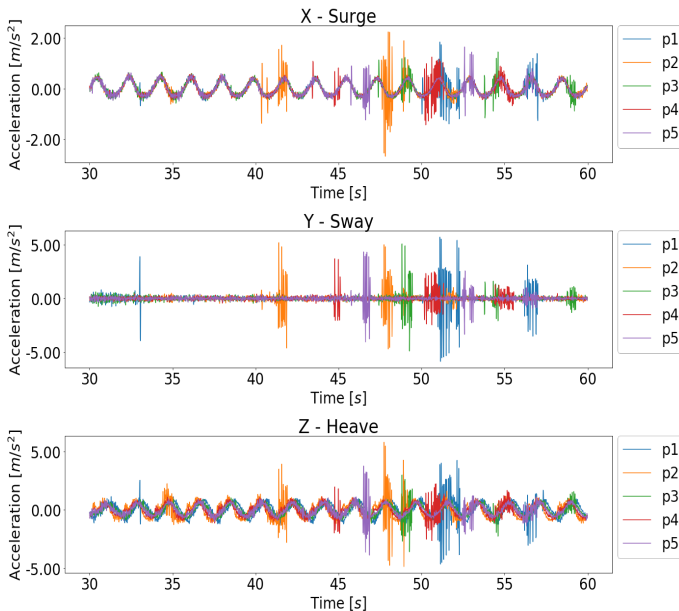 X - Surge
Acceleration [m/s²]
2.00
0.00
-2.00
30 35 40 45 50 55 60
Time [s]
p1
p2
p3
p4
p5
Y - Sway
Acceleration [m/s²]
5.00
0.00
-5.00
30 35 40 45 50 55 60
Time [s]
p1
p2
p3
p4
p5
Z - Heave
Acceleration [m/s²]
5.00
0.00
-5.00
30 35 40 45 50 55 60
Time [s]
p1
p2
p3
p4
p5